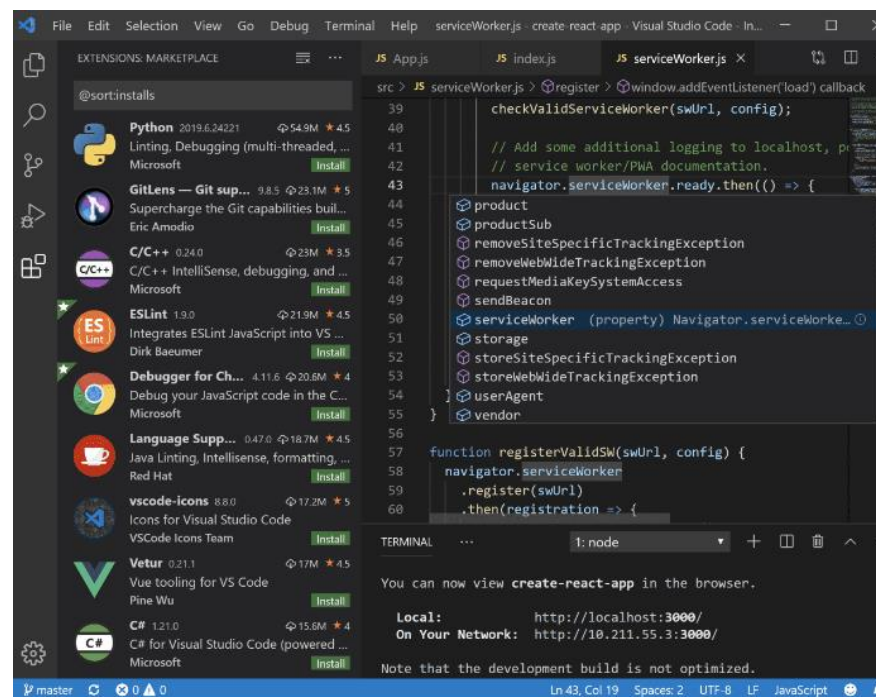 File Edit Selection View Go Debug Terminal Help serviceWorker.js - create-react-app - Visual Studio Code - In...
EXTENSIONS: MARKETPLACE
@sort:installs
Python 2019.6.24221 54.9M ★ 4.5
Linting, Debugging (multi-threaded, ...
Microsoft Install
GitLens — Git sup... 9.8.5 23.1M ★ 5
Supercharge the Git capabilities buil...
Eric Amodio Install
C/C++
C/C++ 0.24.0 23M ★ 3.5
C/C++ IntelliSense, debugging, and ...
Microsoft Install
ES
Lint
ESLint 1.9.0 21.9M ★ 4.5
Integrates ESLint JavaScript into VS ...
Dirk Baeumer Install
Debugger for Ch... 4.11.6 20.6M ★ 4
Debug your JavaScript code in the C...
Microsoft Install
Language Supp... 0.47.0 18.7M ★ 4.5
Java Linting, Intellisense, formatting, ...
Red Hat Install
vscode-icons 8.8.0 17.2M ★ 5
Icons for Visual Studio Code
VSCode Icons Team Install
Vetur 0.21.1 17M ★ 4.5
Vue tooling for VS Code
Pine Wu Install
C#
C# 1.21.0 15.6M ★ 4
C# for Visual Studio Code (powered ...
Microsoft Install
JS App.js JS index.js JS serviceWorker.js ×
src > JS serviceWorker.js > register > window.addEventListener('load') callback
39 checkValidServiceWorker(swUrl, config);
40
41 // Add some additional logging to localhost, p
42 // service worker/PWA documentation.
43 navigator.serviceWorker.ready.then(() => {
44 product
45 productSub
46 removeSiteSpecificTrackingException
47 removeWebWideTrackingException
48 requestMediaKeySystemAccess
49 sendBeacon
50 serviceWorker (property) Navigator.serviceWorke...
51 storage
52 storeSiteSpecificTrackingException
53 storeWebWideTrackingException
54 } userAgent
55 } vendor
56
57 function registerValidSW(swUrl, config) {
58 navigator.serviceWorker
59 .register(swUrl)
60 .then(registration => {
TERMINAL ... 1: node
You can now view create-react-app in the browser.
Local: http://localhost:3000/
On Your Network: http://10.211.55.3:3000/
Note that the development build is not optimized.
master 0 0 Ln 43, Col 19 Spaces: 2 UTF-8 LF JavaScript